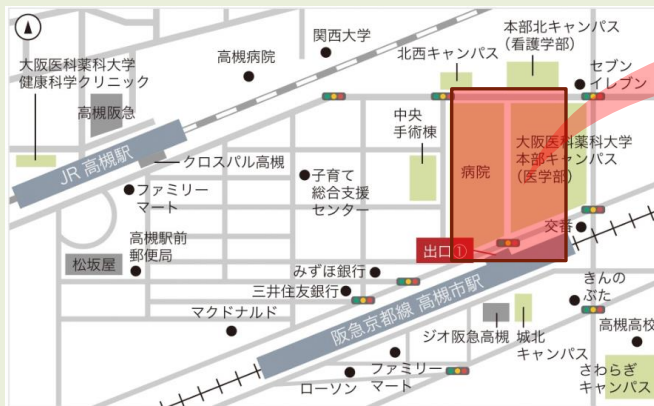 本部北キャンパス
(看護学部)
関西大学
北西キャンパス
大阪医科薬科大学
健康科学クリニック
高槻病院
セブン
イレブン
高槻阪急
中央
手術棟
大阪医科薬科大学
本部キャンパス
(医学部)
病院
JR 高槻駅
クロスパル高槻
子育て
総合支援
センター
ファミリー
マート
交番
高槻駅前
郵便局
出口①
松坂屋
みずほ銀行
三井住友銀行
きんの
ぶた
マクドナルド
阪急京都線 高槻市駅
ジオ阪急高槻
城北
キャンパス
高槻高校
ファミリー
マート
ローソン
さわらぎ
キャンパス